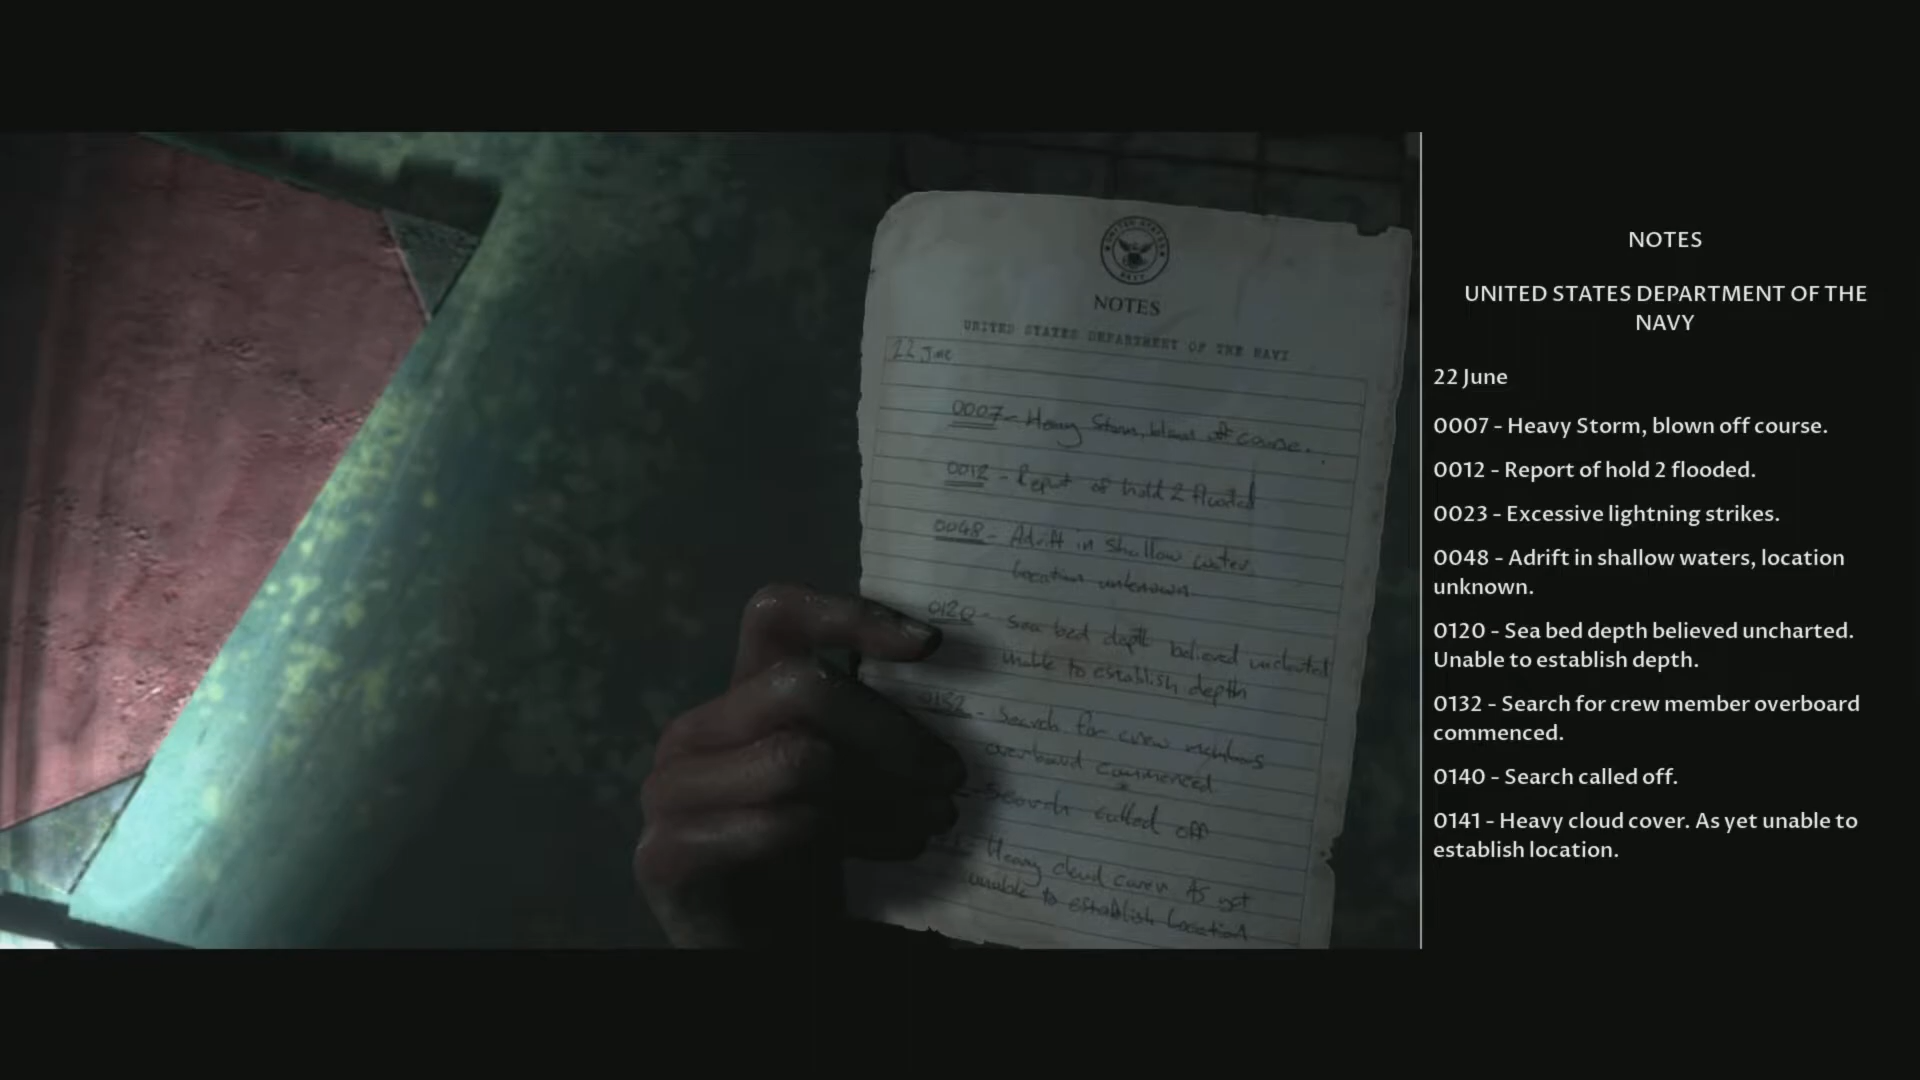 UNITED STATES
NAVY
NOTES
UNITED STATES DEPARTMENT OF THE NAVY
22 June
0007 - Heavy Storm, blown off course.
0012 - Report of hold 2 flooded
0048 - Adrift in shallow water,
location unknown
0120 - Sea bed depth believed uncharted
Unable to establish depth
0132 - Search for crew members
overboard commenced
Search called off
Heavy cloud cover. As yet
unable to establish location
NOTES
UNITED STATES DEPARTMENT OF THE
NAVY
22 June
0007 - Heavy Storm, blown off course.
0012 - Report of hold 2 flooded.
0023 - Excessive lightning strikes.
0048 - Adrift in shallow waters, location
unknown.
0120 - Sea bed depth believed uncharted.
Unable to establish depth.
0132 - Search for crew member overboard
commenced.
0140 - Search called off.
0141 - Heavy cloud cover. As yet unable to
establish location.